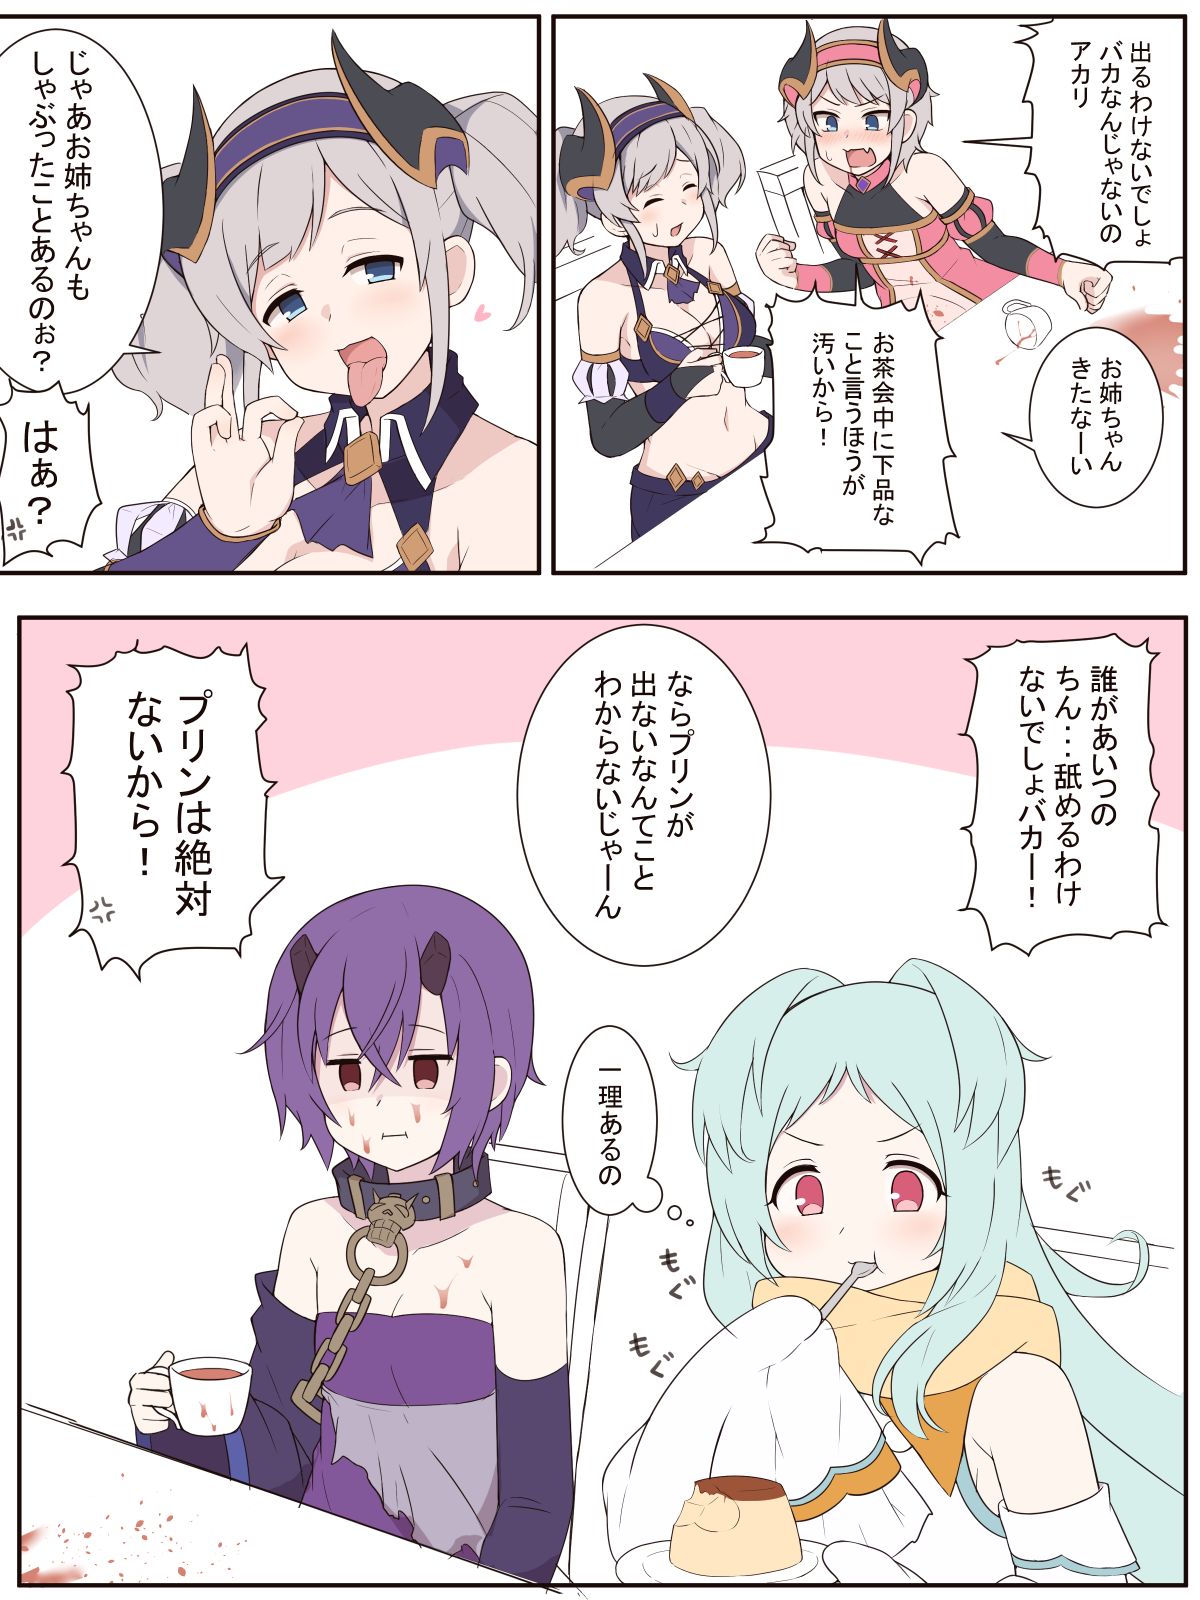 出るわけないでしょ
バカなんじゃないの
アカリ
お姉ちゃん
きたなーい
お茶会中に下品な
こと言うほうが
汚いから！
じゃあお姉ちゃんも
しゃぶったことあるのぉ？
はぁ？
誰があいつの
ちん・・・舐めるわけ
ないでしょバカー！
ならプリンが
出ないなんてこと
わからないじゃーん
プリンは絶対
ないから！
一理あるの
もぐ
もぐ
もぐ